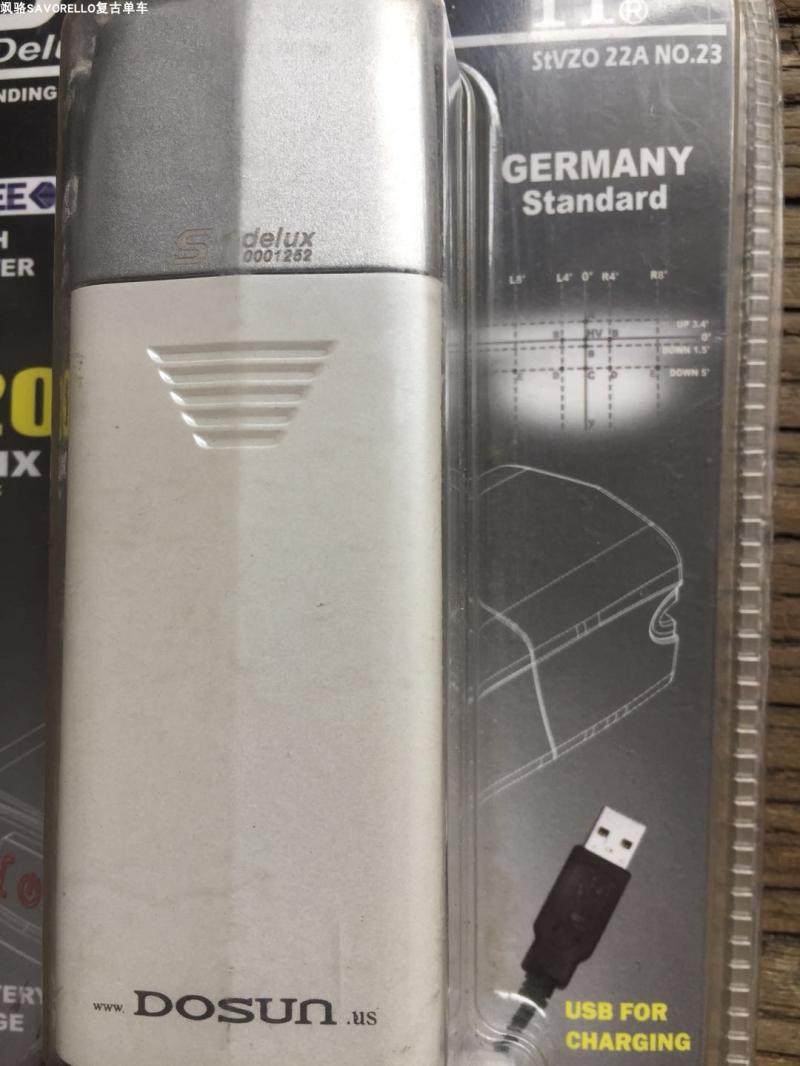 飒骆SAVORELLO复古单车
StVZO 22A NO.23
GERMANY
Standard
delux
0001252
L8° L4° 0° R4° R8°
UP 3.4°
HV
0°
DOWN 1.5°
DOWN 5°
www. DOSUN .us
USB FOR
CHARGING